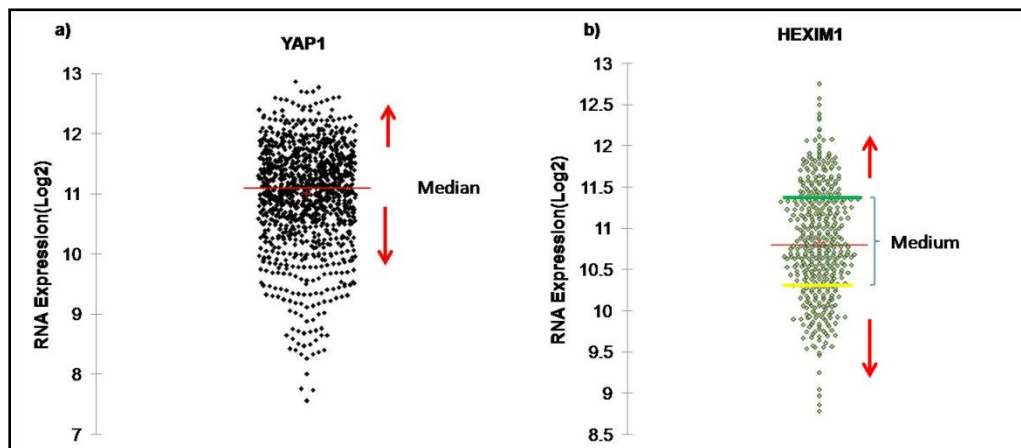 a)
YAP1
RNA Expression(Log2)
13
12
11
10
9
8
7
Median
b)
HEXIM1
RNA Expression(Log2)
13
12.5
12
11.5
11
10.5
10
9.5
9
8.5
Medium